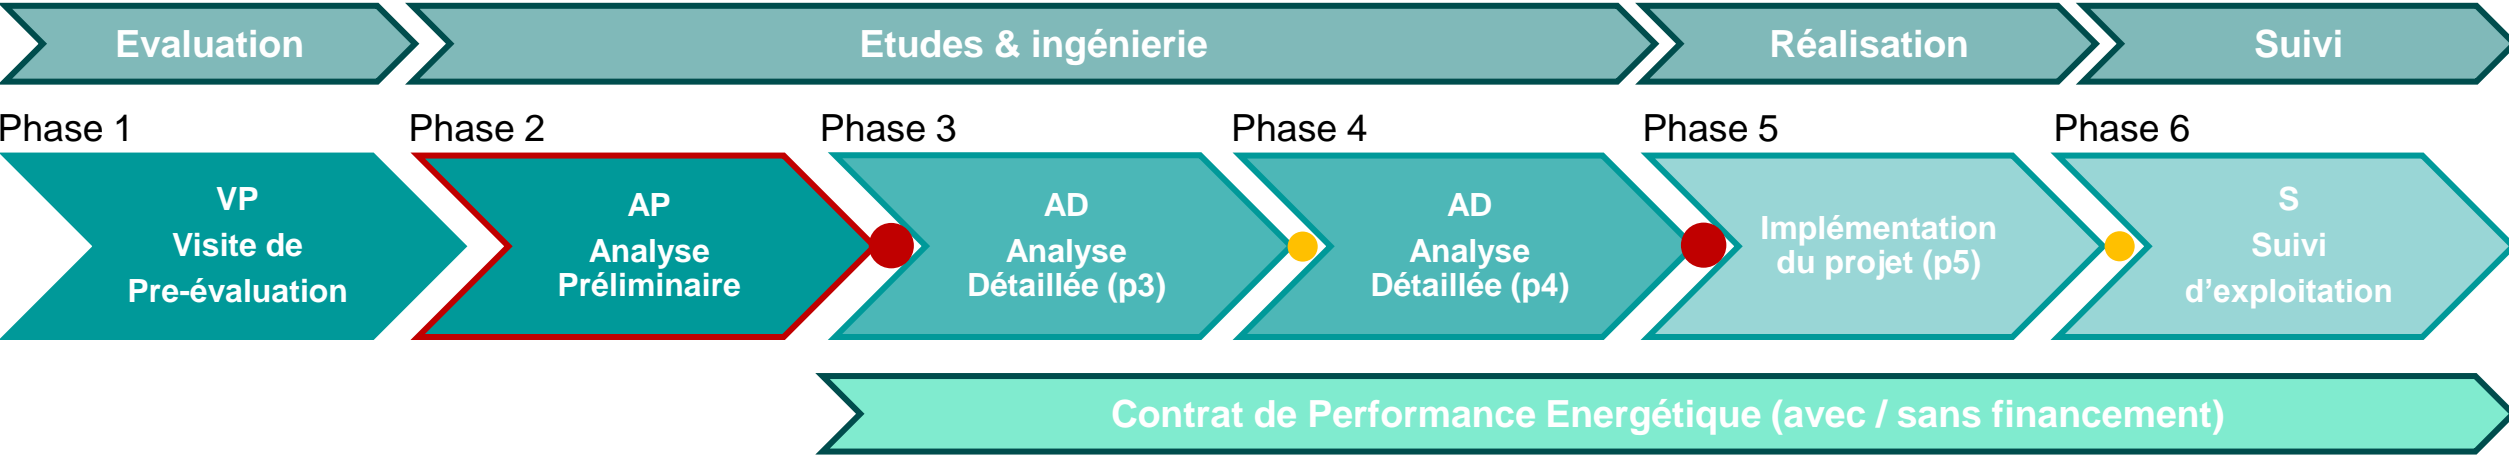 Evaluation
Etudes & ingénierie
Réalisation
Suivi
Phase 1
Phase 2
Phase 3
Phase 4
Phase 5
Phase 6
VP
Visite de
Pre-évaluation
AP
Analyse
Préliminaire
AD
Analyse
Détaillée (p3)
AD
Analyse
Détaillée (p4)
Implémentation
du projet (p5)
S
Suivi
d’exploitation
Contrat de Performance Energétique (avec / sans financement)